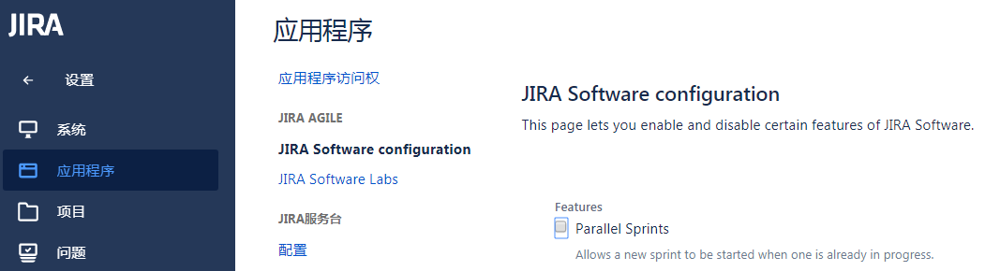 JIRA
设置
系统
应用程序
项目
问题
应用程序
应用程序访问权
JIRA AGILE
JIRA Software configuration
JIRA Software Labs
JIRA服务台
配置
JIRA Software configuration
This page lets you enable and disable certain features of JIRA Software.
Features
Parallel Sprints
Allows a new sprint to be started when one is already in progress.